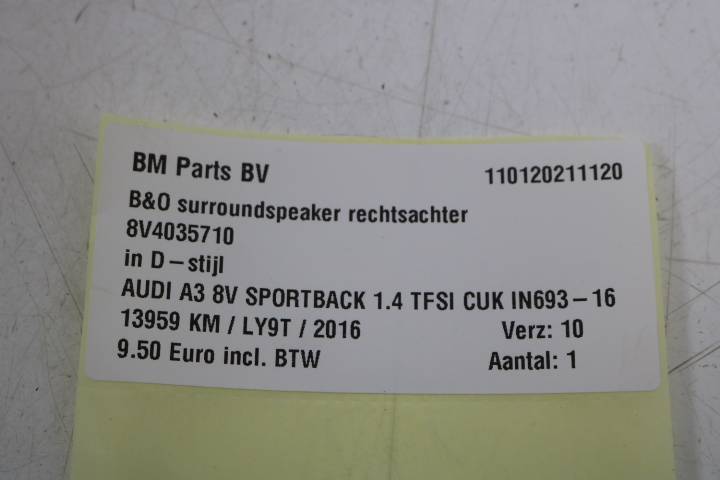 BM Parts BV 110120211120
B&O surroundspeaker rechtsachter
8V4035710
in D-stijl
AUDI A3 8V SPORTBACK 1.4 TFSI CUK IN693-16
13959 KM / LY9T / 2016 Verz: 10
9.50 Euro incl. BTW Aantal: 1